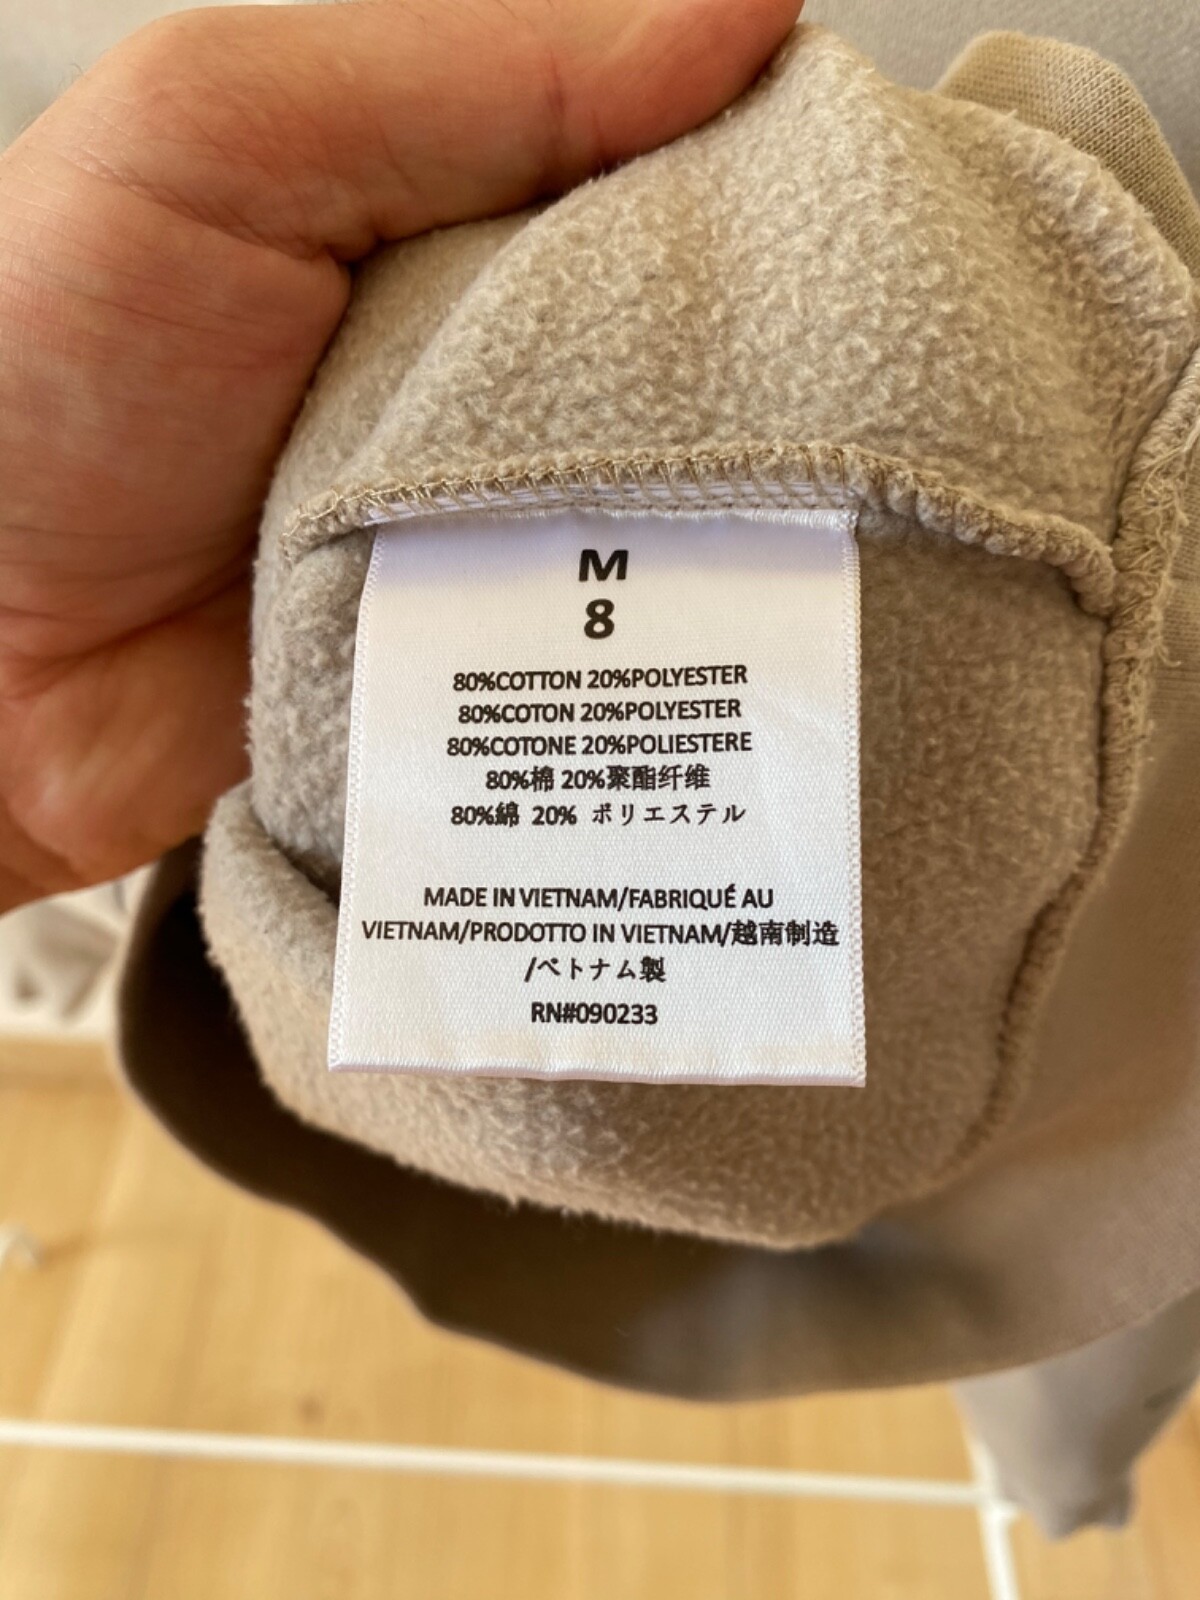 M
8
80%COTTON 20%POLYESTER
80%COTON 20%POLYESTER
80%COTONE 20%POLIESTERE
80%棉 20%聚酯纤维
80%綿 20% ポリエステル
MADE IN VIETNAM/FABRIQUÉ AU
VIETNAM/PRODOTTO IN VIETNAM/越南制造
/ベトナム製
RN#090233